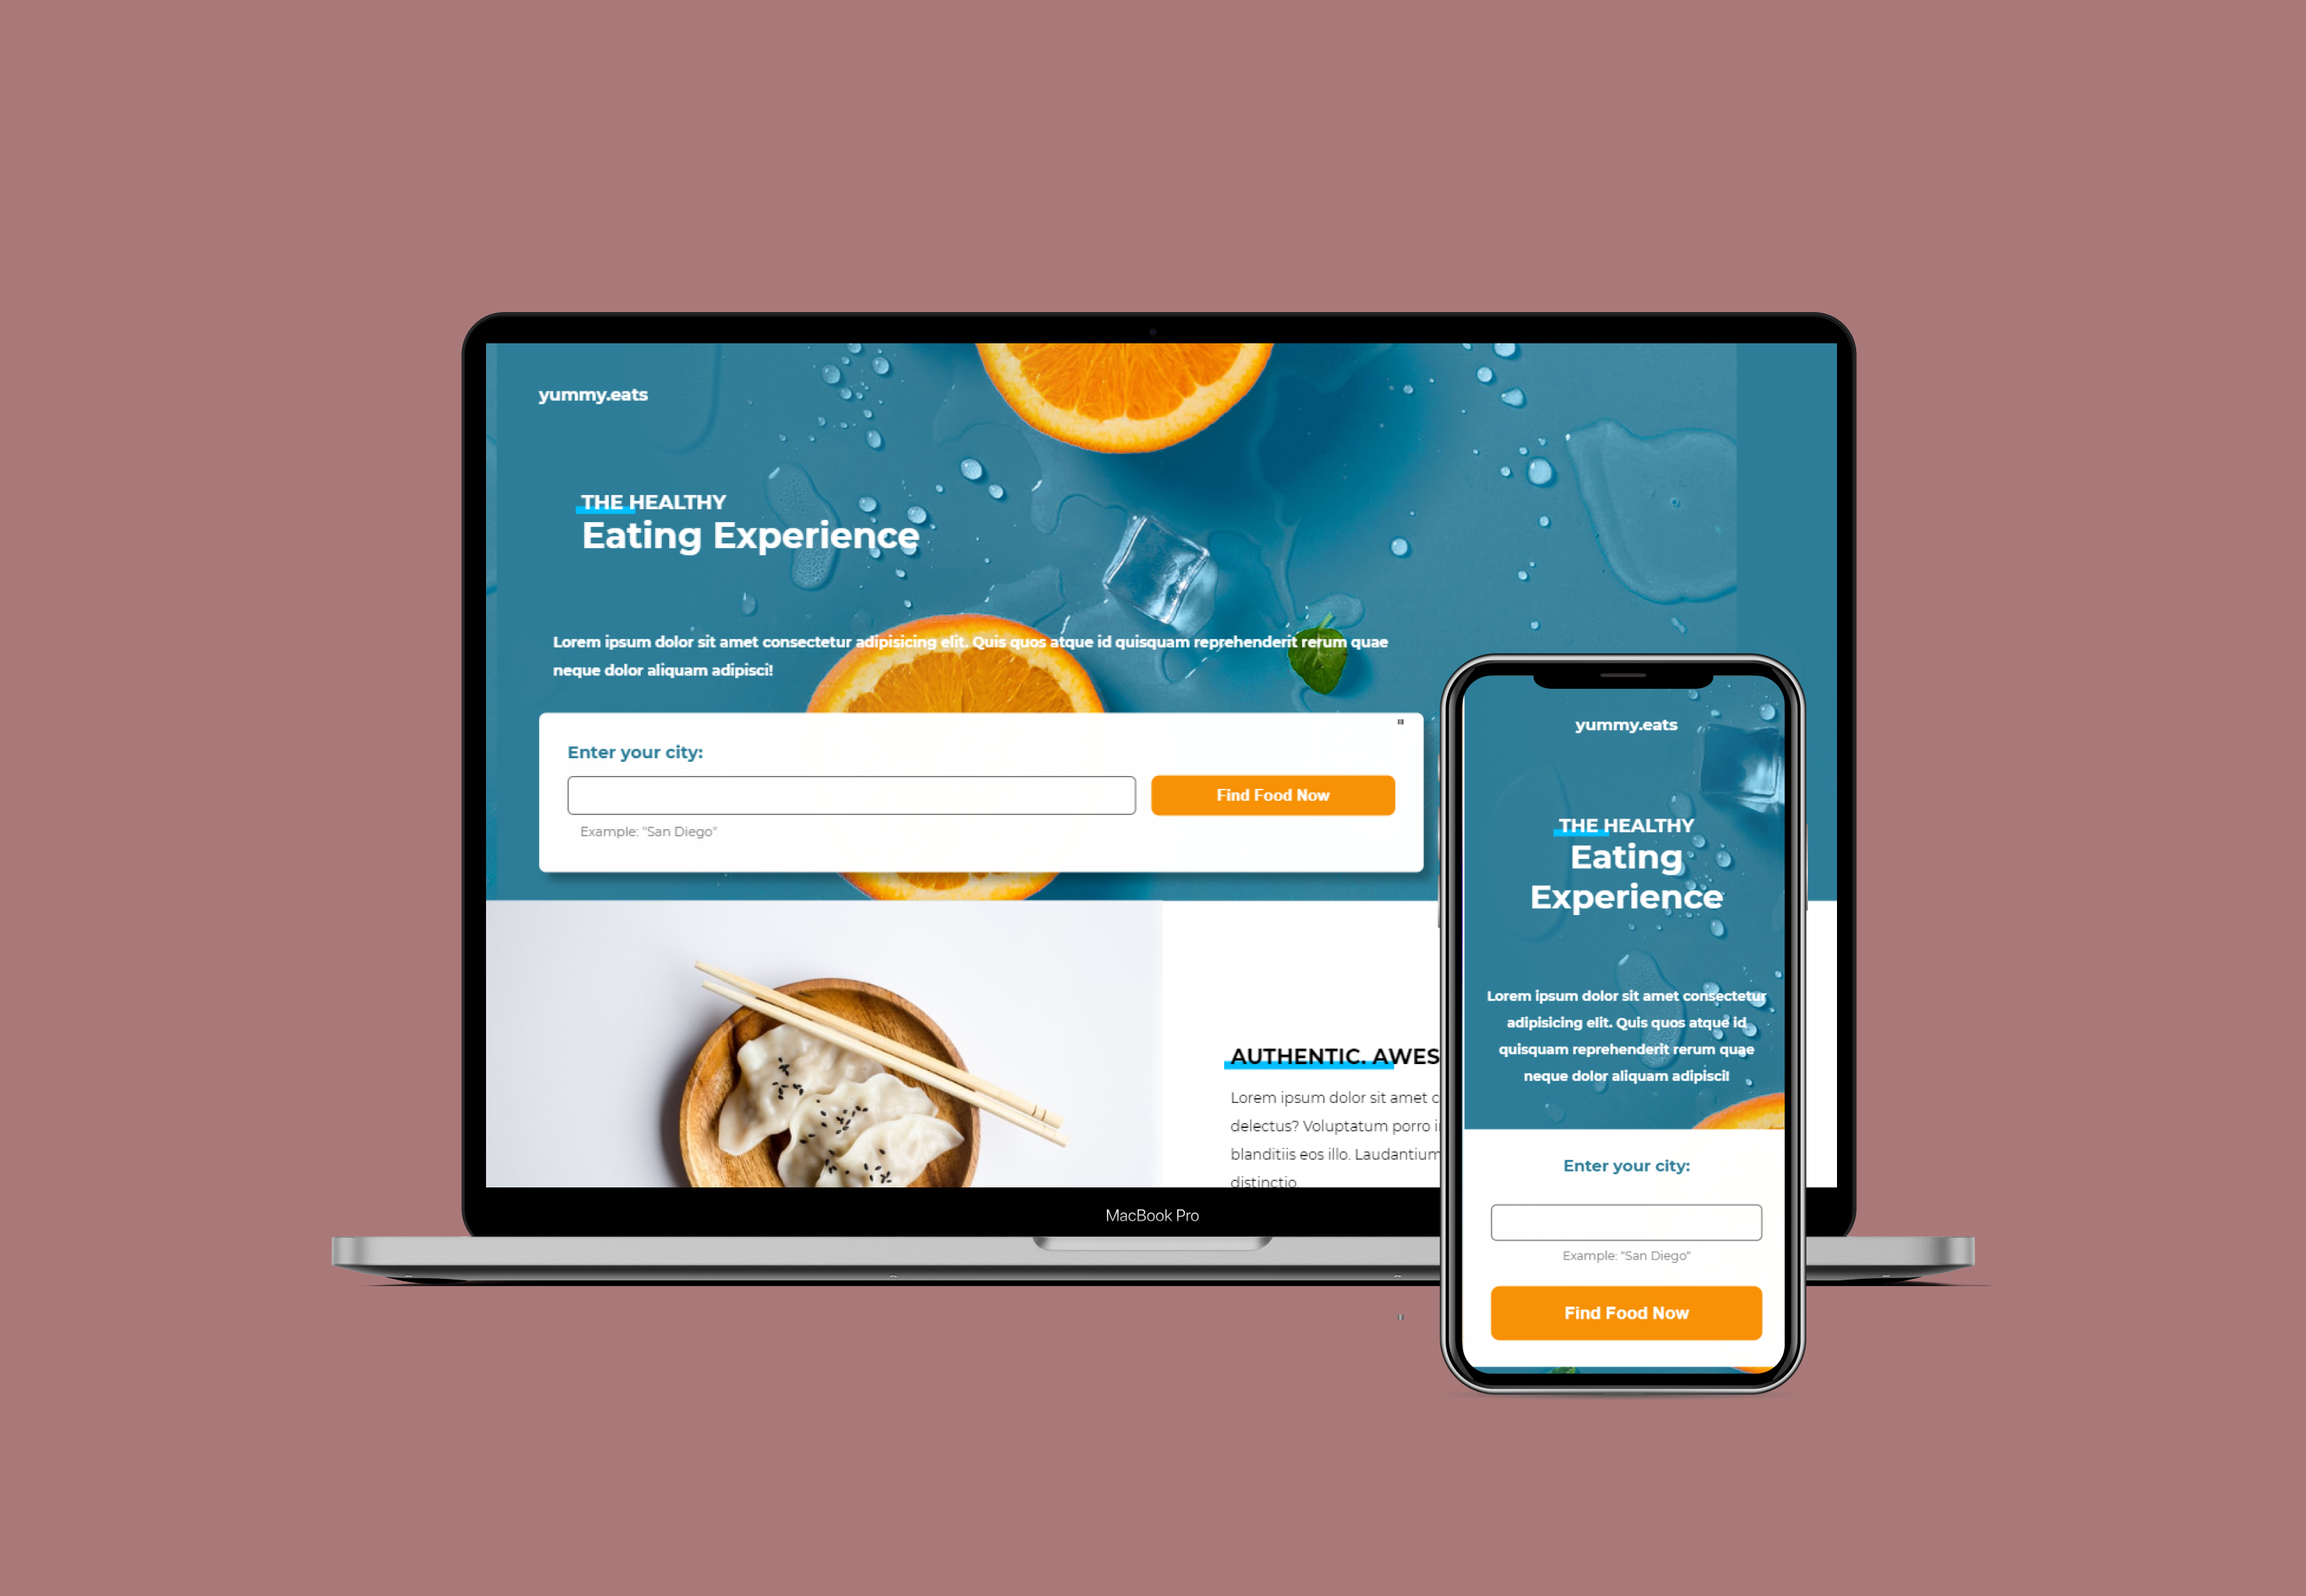 yummy.eats
THE HEALTHY
Eating Experience
Lorem ipsum dolor sit amet consectetur adipisicing elit. Quis quos atque id quisquam reprehenderit rerum quae
neque dolor aliquam adipisci!
Enter your city:
Find Food Now
Example: "San Diego"
AUTHENTIC. AWES
Lorem ipsum dolor sit amet c
delectus? Voluptatum porro i
blanditiis eos illo. Laudantium
distinctio.
MacBook Pro
yummy.eats
THE HEALTHY
Eating
Experience
Lorem ipsum dolor sit amet consectetur
adipisicing elit. Quis quos atque id
quisquam reprehenderit rerum quae
neque dolor aliquam adipisci!
Enter your city:
Example: "San Diego"
Find Food Now